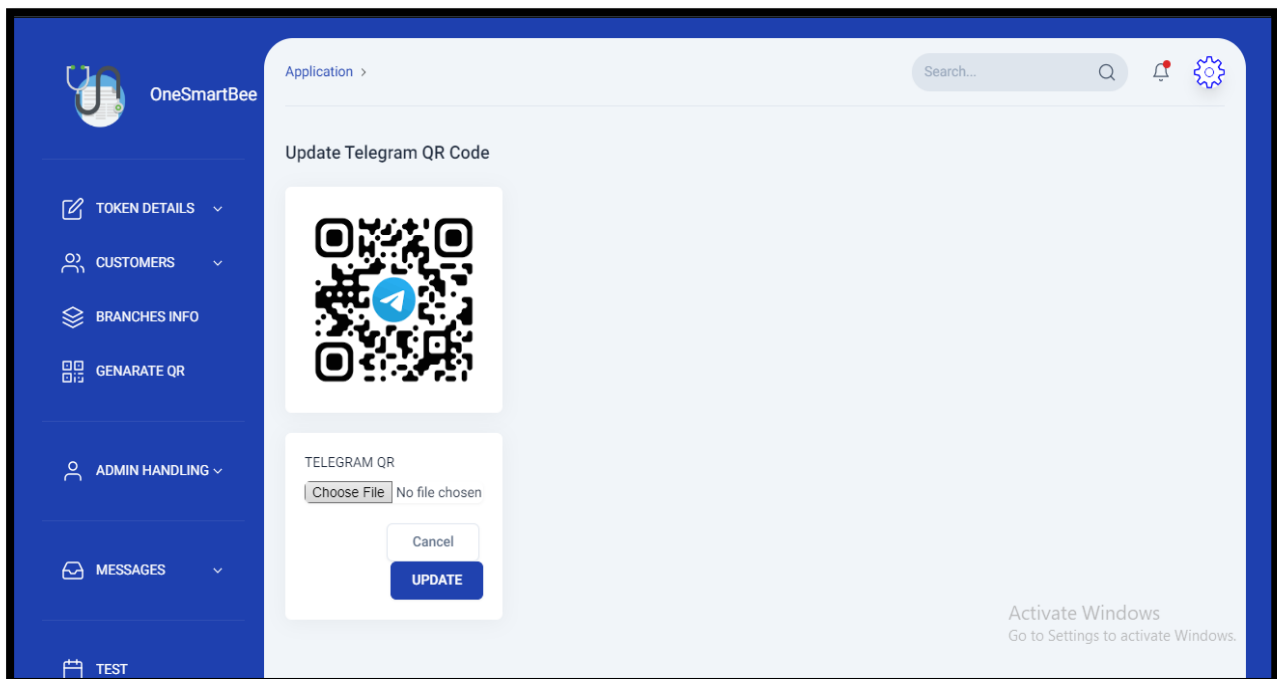 OneSmartBee
TOKEN DETAILS
CUSTOMERS
BRANCHES INFO
GENARATE QR
ADMIN HANDLING
MESSAGES
TEST
Application >
Search...
Update Telegram QR Code
TELEGRAM QR
Choose File No file chosen
Cancel
UPDATE
Activate Windows
Go to Settings to activate Windows.